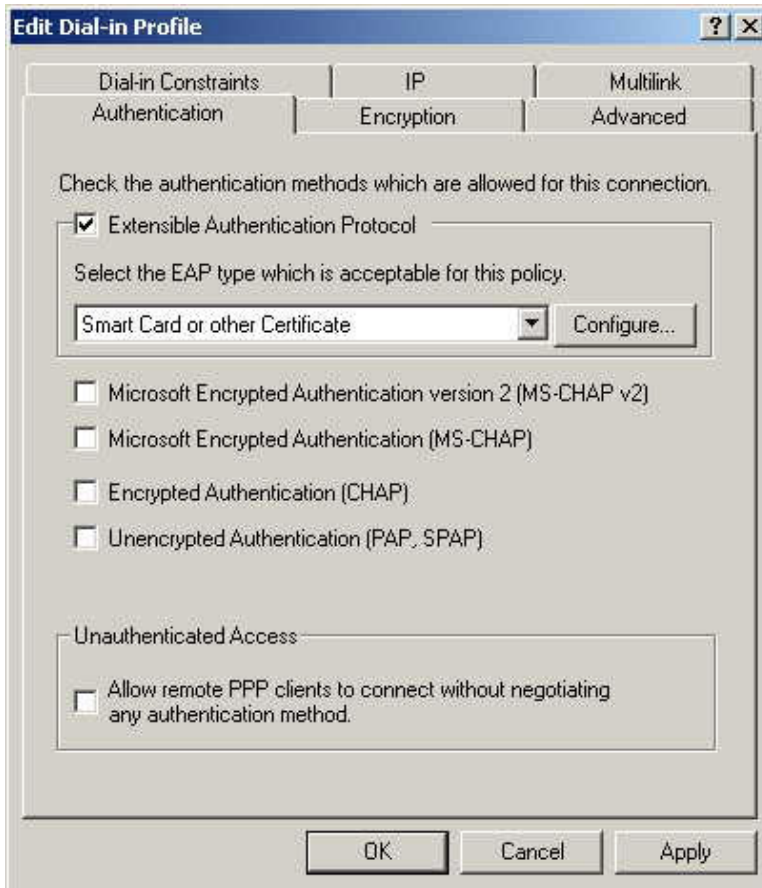 Edit Dial-in Profile
Dial-in Constraints IP Multilink
Authentication Encryption Advanced
Check the authentication methods which are allowed for this connection.
Extensible Authentication Protocol
Select the EAP type which is acceptable for this policy.
Smart Card or other Certificate Configure...
Microsoft Encrypted Authentication version 2 (MS-CHAP v2)
Microsoft Encrypted Authentication (MS-CHAP)
Encrypted Authentication (CHAP)
Unencrypted Authentication (PAP, SPAP)
Unauthenticated Access
Allow remote PPP clients to connect without negotiating
any authentication method.
OK Cancel Apply